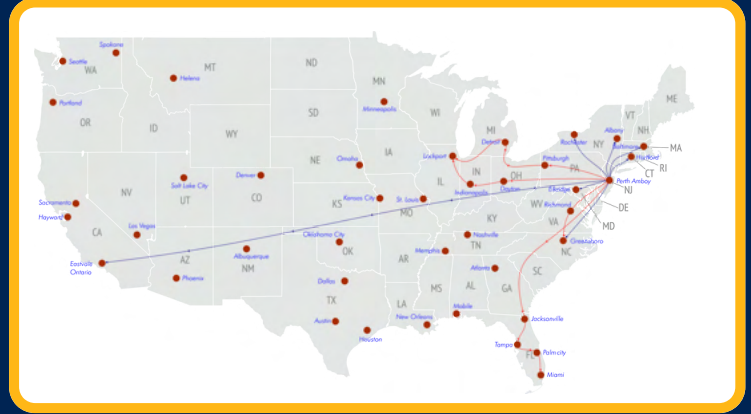 Spokane
Seattle
WA
MT
Helena
ND
MN
ME
Portland
OR
ID
SD
Minneapolis
WI
MI
VT
NH
Albany
Rochester
NY
Baltimore
MA
WY
Detroit
Lockport
Pittsburgh
Hartford
RI
CT
NE
Omaha
IA
IL
IN
OH
PA
Indianapolis
Dayton
Perth Amboy
NJ
Denver
Salt Lake City
NV
UT
CO
KS
Kansas City
St. Louis
MO
Elkridge
WV
Richmond
DE
MD
VA
KY
Sacramento
Hayward
CA
Las Vegas
Oklahoma City
OK
Nashville
TN
Memphis
Greensboro
NC
Eastvale
Ontario
AZ
Albuquerque
NM
AR
Atlanta
SC
Phoenix
Dallas
MS
AL
GA
TX
LA
Mobile
Austin
New Orleans
Jacksonville
Houston
Tampa
FL
Palm city
Miami